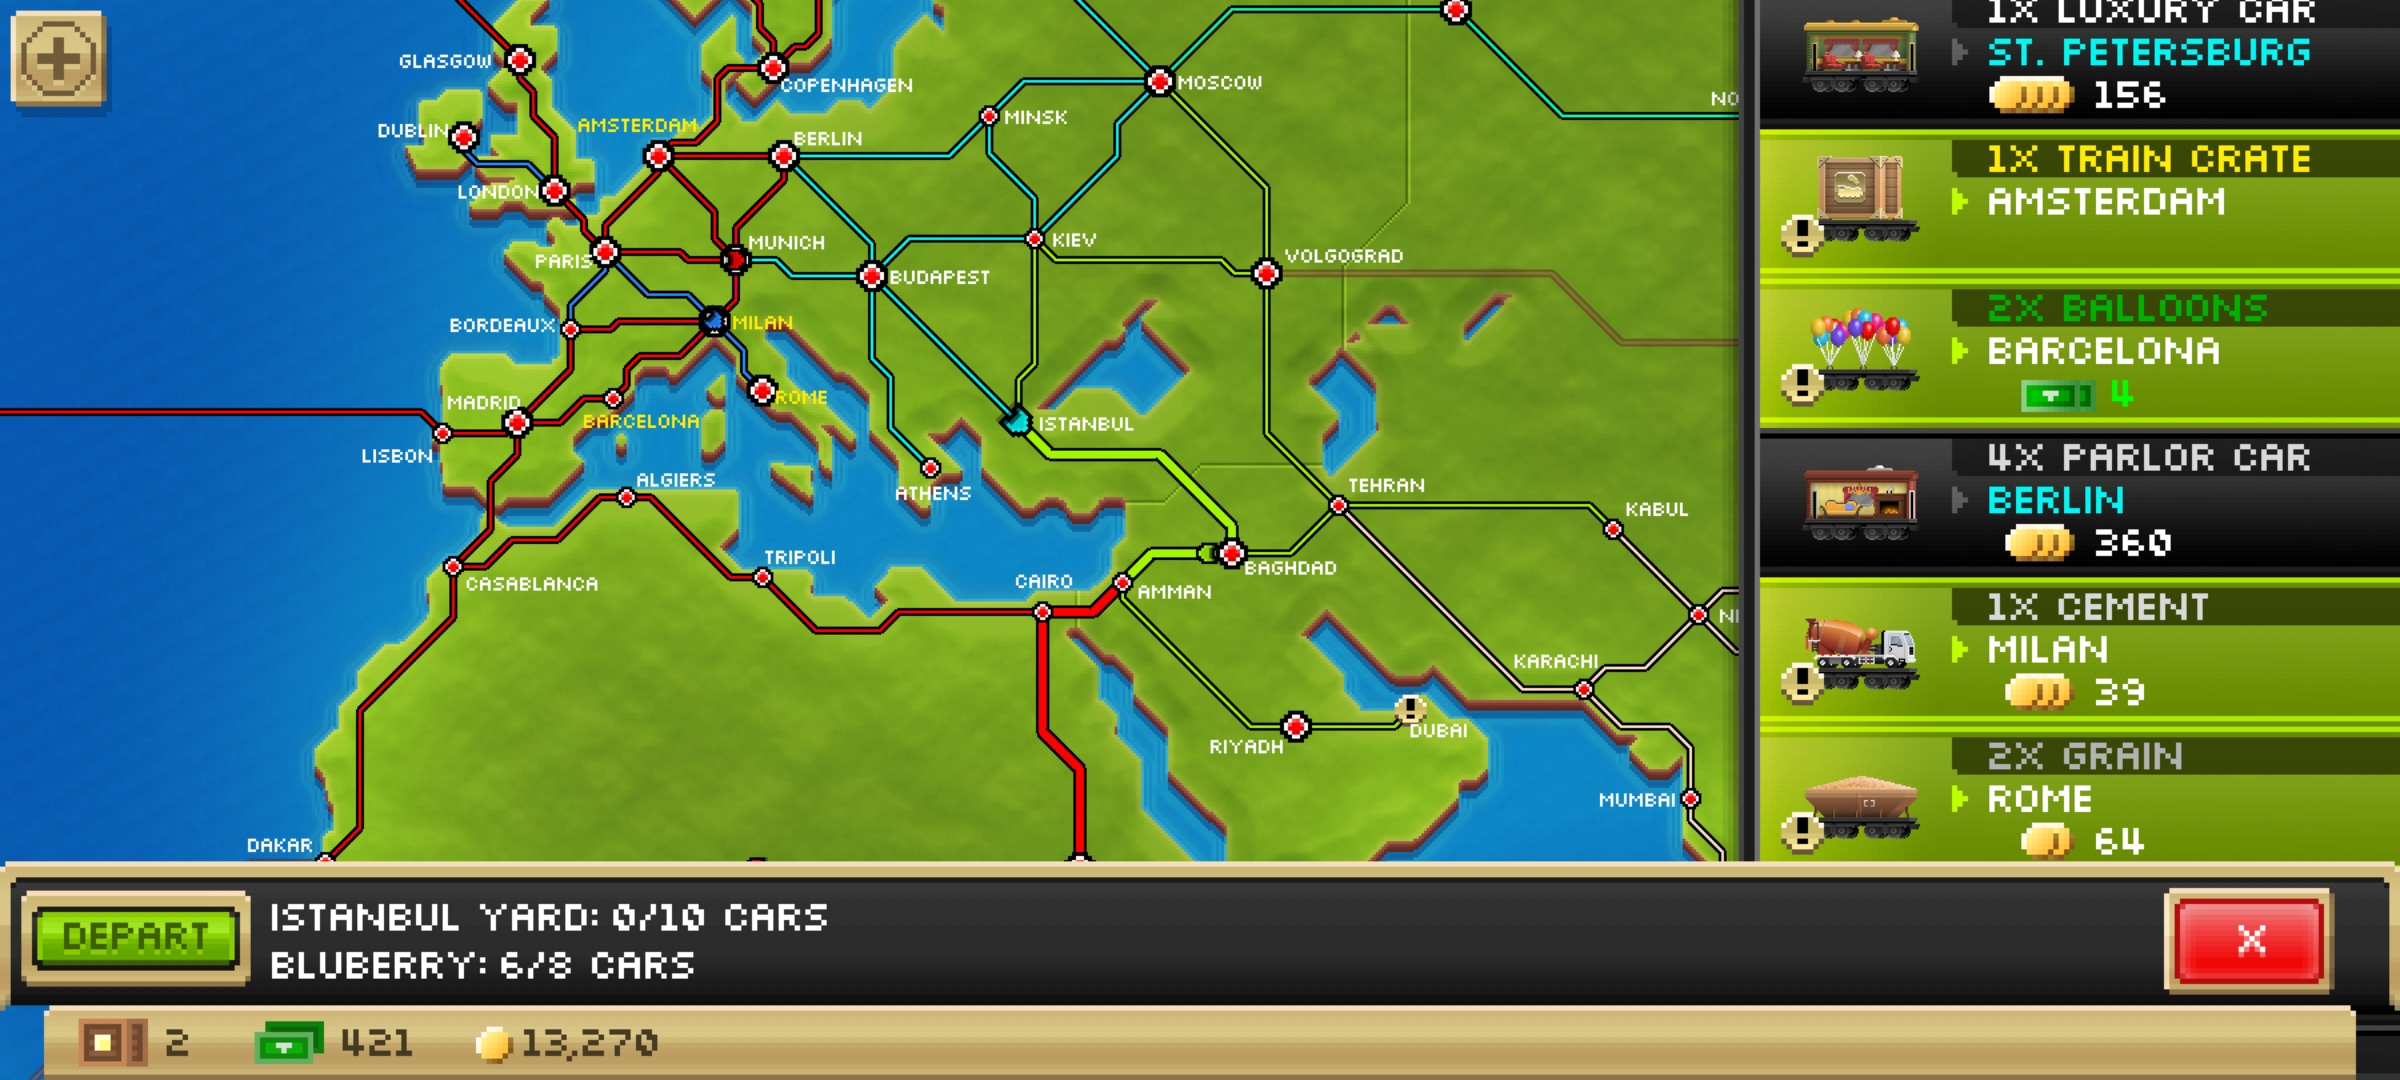 GLASGOW
COPENHAGEN
MOSCOW
NO
DUBLIN
AMSTERDAM
BERLIN
MINSK
LONDON
PARIS
MUNICH
KIEV
BUDAPEST
VOLGOGRAD
BORDEAUX
MILAN
MADRID
ROME
BARCELONA
ISTANBUL
LISBON
ALGIERS
ATHENS
TEHRAN
KABUL
TRIPOLI
CASABLANCA
CAIRO
BAGHDAD
AMMAN
KARACHI
RIYADH
DUBAI
MUMBAI
DAKAR
1X LUXURY CAR
ST. PETERSBURG
156
1X TRAIN CRATE
AMSTERDAM
2X BALLOONS
BARCELONA
4
4X PARLOR CAR
BERLIN
360
1X CEMENT
MILAN
39
2X GRAIN
ROME
64
DEPART
ISTANBUL YARD: 0/10 CARS
BLUBERRY: 6/8 CARS
X
2
421
13,270